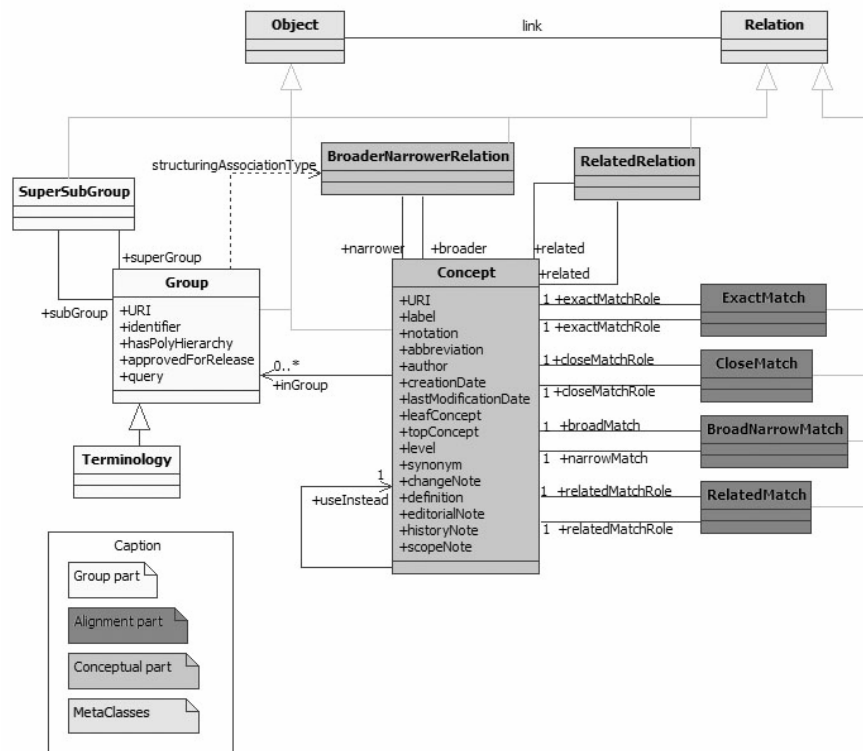 Object
link
Relation
structuringAssociationType
BroaderNarrowerRelation
RelatedRelation
SuperSubGroup
+superGroup
+narrower
+broader
+related
+related
Group
+subGroup
+URI
+identifier
+hasPolyHierarchy
+approvedForRelease
+query
0..*
+inGroup
Terminology
Concept
+URI
+label
+notation
+abbreviation
+author
+creationDate
+lastModificationDate
+leafConcept
+topConcept
+level
+synonym
+changeNote
+definition
+editorialNote
+historyNote
+scopeNote
1
+useInstead
1 +exactMatchRole
1 +exactMatchRole
ExactMatch
1 +closeMatchRole
1 +closeMatchRole
CloseMatch
1 +broadMatch
1 +narrowMatch
BroadNarrowMatch
1 +relatedMatchRole
1 +relatedMatchRole
RelatedMatch
Caption
Group part
Alignment part
Conceptual part
MetaClasses